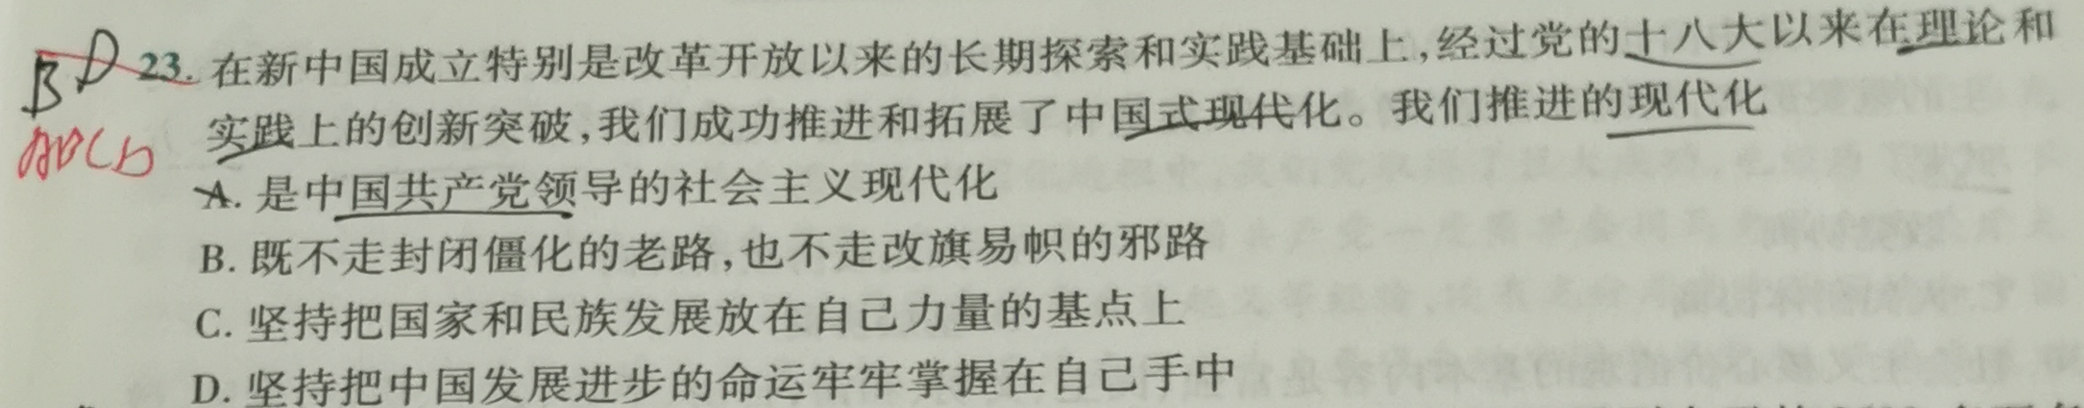 BD 23. 在新中国成立特别是改革开放以来的长期探索和实践基础上,经过党的十八大以来在理论和
ABCD 实践上的创新突破,我们成功推进和拓展了中国式现代化。我们推进的现代化
A. 是中国共产党领导的社会主义现代化
B. 既不走封闭僵化的老路,也不走改旗易帜的邪路
C. 坚持把国家和民族发展放在自己力量的基点上
D. 坚持把中国发展进步的命运牢牢掌握在自己手中